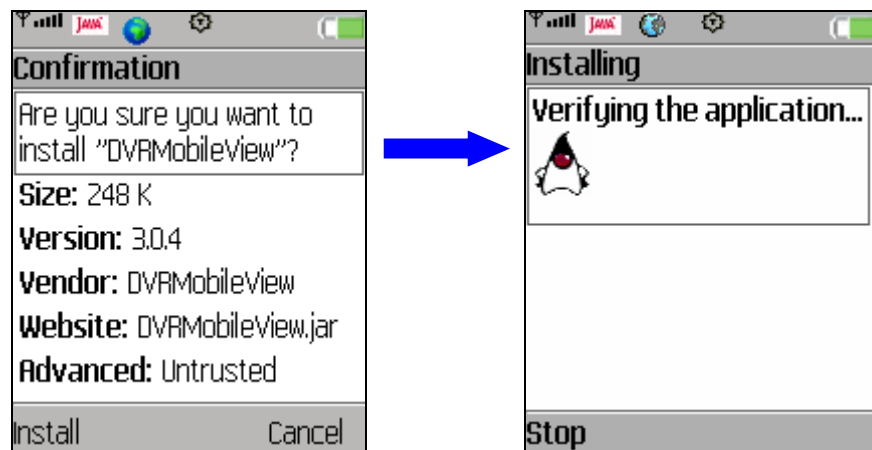 JAVA
Confirmation
Are you sure you want to
install "DVRMobileView"?
Size: 248 K
Version: 3.0.4
Vendor: DVRMobileView
Website: DVRMobileView.jar
Advanced: Untrusted
Install Cancel
JAVA
Installing
Verifying the application...
Stop